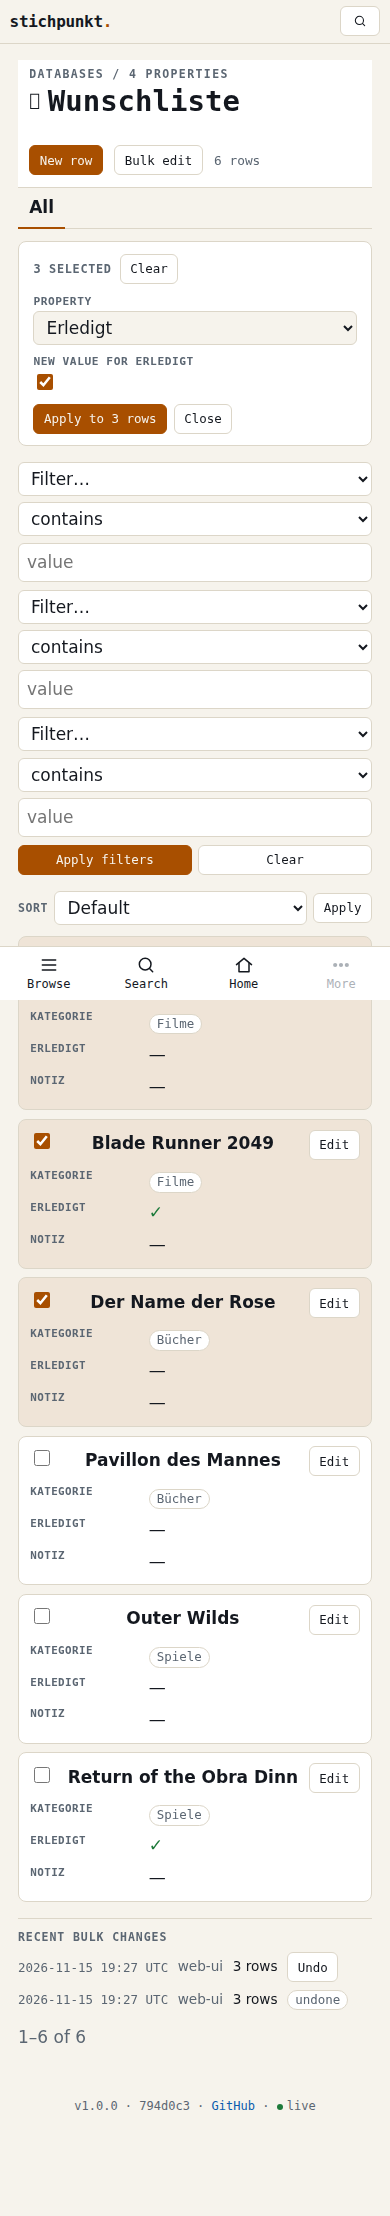 stichpunkt.
DATABASES / 4 PROPERTIES
Wunschliste
New row Bulk edit 6 rows
All
3 SELECTED Clear
PROPERTY
Erledigt
NEW VALUE FOR ERLEDIGT
Apply to 3 rows Close
Filter…
contains
value
Filter…
contains
value
Filter…
contains
value
Apply filters Clear
SORT Default Apply
Browse Search Home More
KATEGORIE Filme
ERLEDIGT —
NOTIZ —
Blade Runner 2049 Edit
KATEGORIE Filme
ERLEDIGT ✓
NOTIZ —
Der Name der Rose Edit
KATEGORIE Bücher
ERLEDIGT —
NOTIZ —
Pavillon des Mannes Edit
KATEGORIE Bücher
ERLEDIGT —
NOTIZ —
Outer Wilds Edit
KATEGORIE Spiele
ERLEDIGT —
NOTIZ —
Return of the Obra Dinn Edit
KATEGORIE Spiele
ERLEDIGT ✓
NOTIZ —
RECENT BULK CHANGES
2026-11-15 19:27 UTC web-ui 3 rows Undo
2026-11-15 19:27 UTC web-ui 3 rows undone
1–6 of 6
v1.0.0 · 794d0c3 · GitHub · ● live